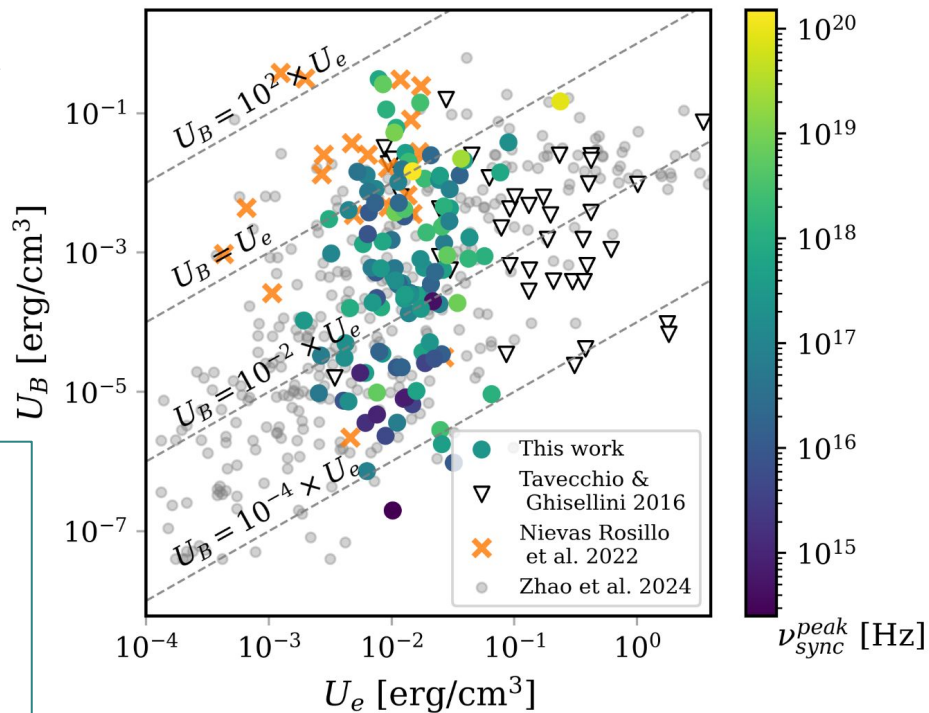 U_B = 10^2 × U_e
U_B = U_e
U_B = 10^{-2} × U_e
U_B = 10^{-4} × U_e
10^{-1}
10^{-3}
10^{-5}
10^{-7}
U_B [erg/cm^3]
10^{-4}
10^{-3}
10^{-2}
10^{-1}
10^0
U_e [erg/cm^3]
This work
Tavecchio &
Ghisellini 2016
Nievas Rosillo
et al. 2022
Zhao et al. 2024
10^{20}
10^{19}
10^{18}
10^{17}
10^{16}
10^{15}
ν_{sync}^{peak} [Hz]